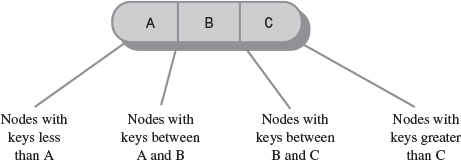 A B C
Nodes with Nodes with Nodes with Nodes with
keys less keys between keys between keys greater
than A A and B B and C than C